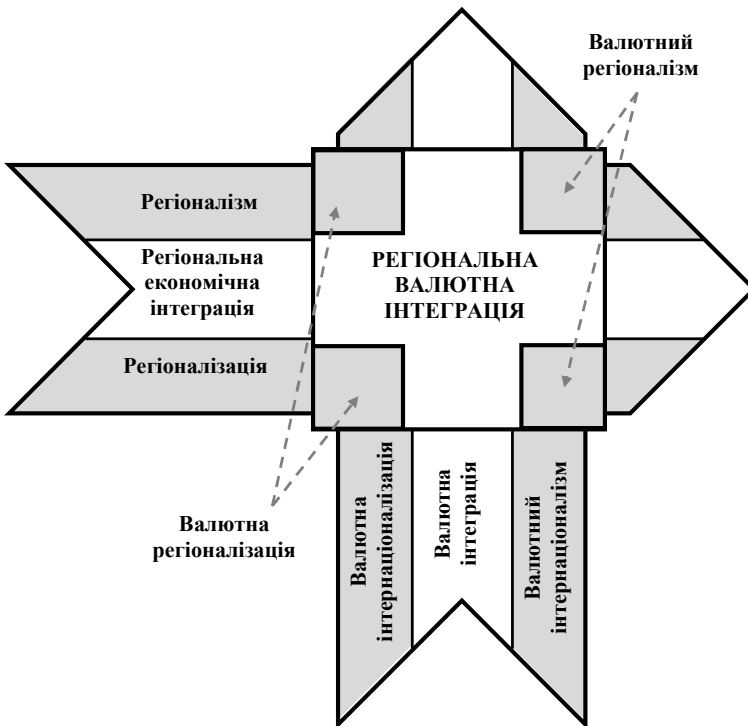 Валютний
регіоналізм
Регіоналізм
Регіональна
економічна
інтеграція
РЕГІОНАЛЬНА
ВАЛЮТНА
ІНТЕГРАЦІЯ
Регіоналізація
Валютна
регіоналізація
Валютна
інтернаціоналізація
Валютна
інтеграція
Валютний
інтернаціоналізм